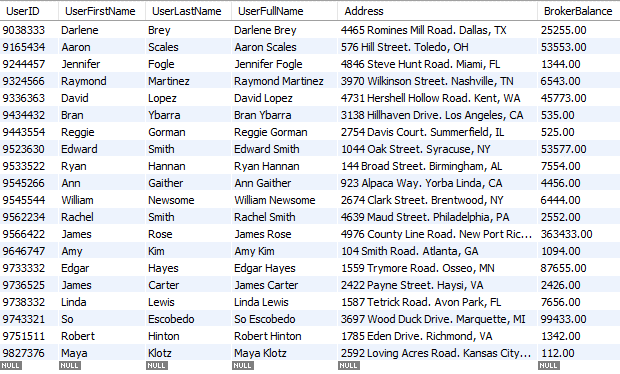 UserID UserFirstName UserLastName UserFullName Address BrokerBalance
9038333 Darlene Brey Darlene Brey 4465 Romines Mill Road. Dallas, TX 25255.00
9165434 Aaron Scales Aaron Scales 576 Hill Street. Toledo, OH 53553.00
9244457 Jennifer Fogle Jennifer Fogle 4846 Steve Hunt Road. Miami, FL 1344.00
9324566 Raymond Martinez Raymond Martinez 3970 Wilkinson Street. Nashville, TN 6543.00
9336363 David Lopez David Lopez 4731 Hershell Hollow Road. Kent, WA 45773.00
9434432 Bran Ybarra Bran Ybarra 3138 Hillhaven Drive. Los Angeles, CA 535.00
9443554 Reggie Gorman Reggie Gorman 2754 Davis Court. Summerfield, IL 525.00
9523630 Edward Smith Edward Smith 1044 Oak Street. Syracuse, NY 53577.00
9533522 Ryan Hannan Ryan Hannan 144 Broad Street. Birmingham, AL 7554.00
9545266 Ann Gaither Ann Gaither 923 Alpaca Way. Yorba Linda, CA 4456.00
9545544 William Newsome William Newsome 2674 Clark Street. Brentwood, NY 6444.00
9562234 Rachel Smith Rachel Smith 4639 Maud Street. Philadelphia, PA 2552.00
9566422 James Rose James Rose 4976 County Line Road. New Port Ric... 363433.00
9646747 Amy Kim Amy Kim 104 Smith Road. Atlanta, GA 1094.00
9733332 Edgar Hayes Edgar Hayes 1559 Trymore Road. Osseo, MN 87655.00
9736525 James Carter James Carter 2422 Payne Street. Haysi, VA 2426.00
9738332 Linda Lewis Linda Lewis 1587 Tetrick Road. Avon Park, FL 7656.00
9743321 So Escobedo So Escobedo 3697 Wood Duck Drive. Marquette, MI 99433.00
9751511 Robert Hinton Robert Hinton 1785 Eden Drive. Richmond, VA 1342.00
9827376 Maya Klotz Maya Klotz 2592 Loving Acres Road. Kansas City... 112.00
NULL NULL NULL NULL NULL NULL